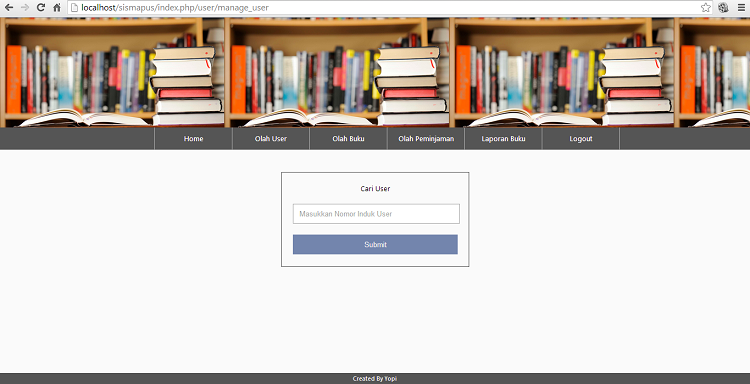 localhost/sismapus/index.php/user/manage_user
Home Olah User Olah Buku Olah Peminjaman Laporan Buku Logout
Cari User
Masukkan Nomor Induk User
Submit
Created By Yopi